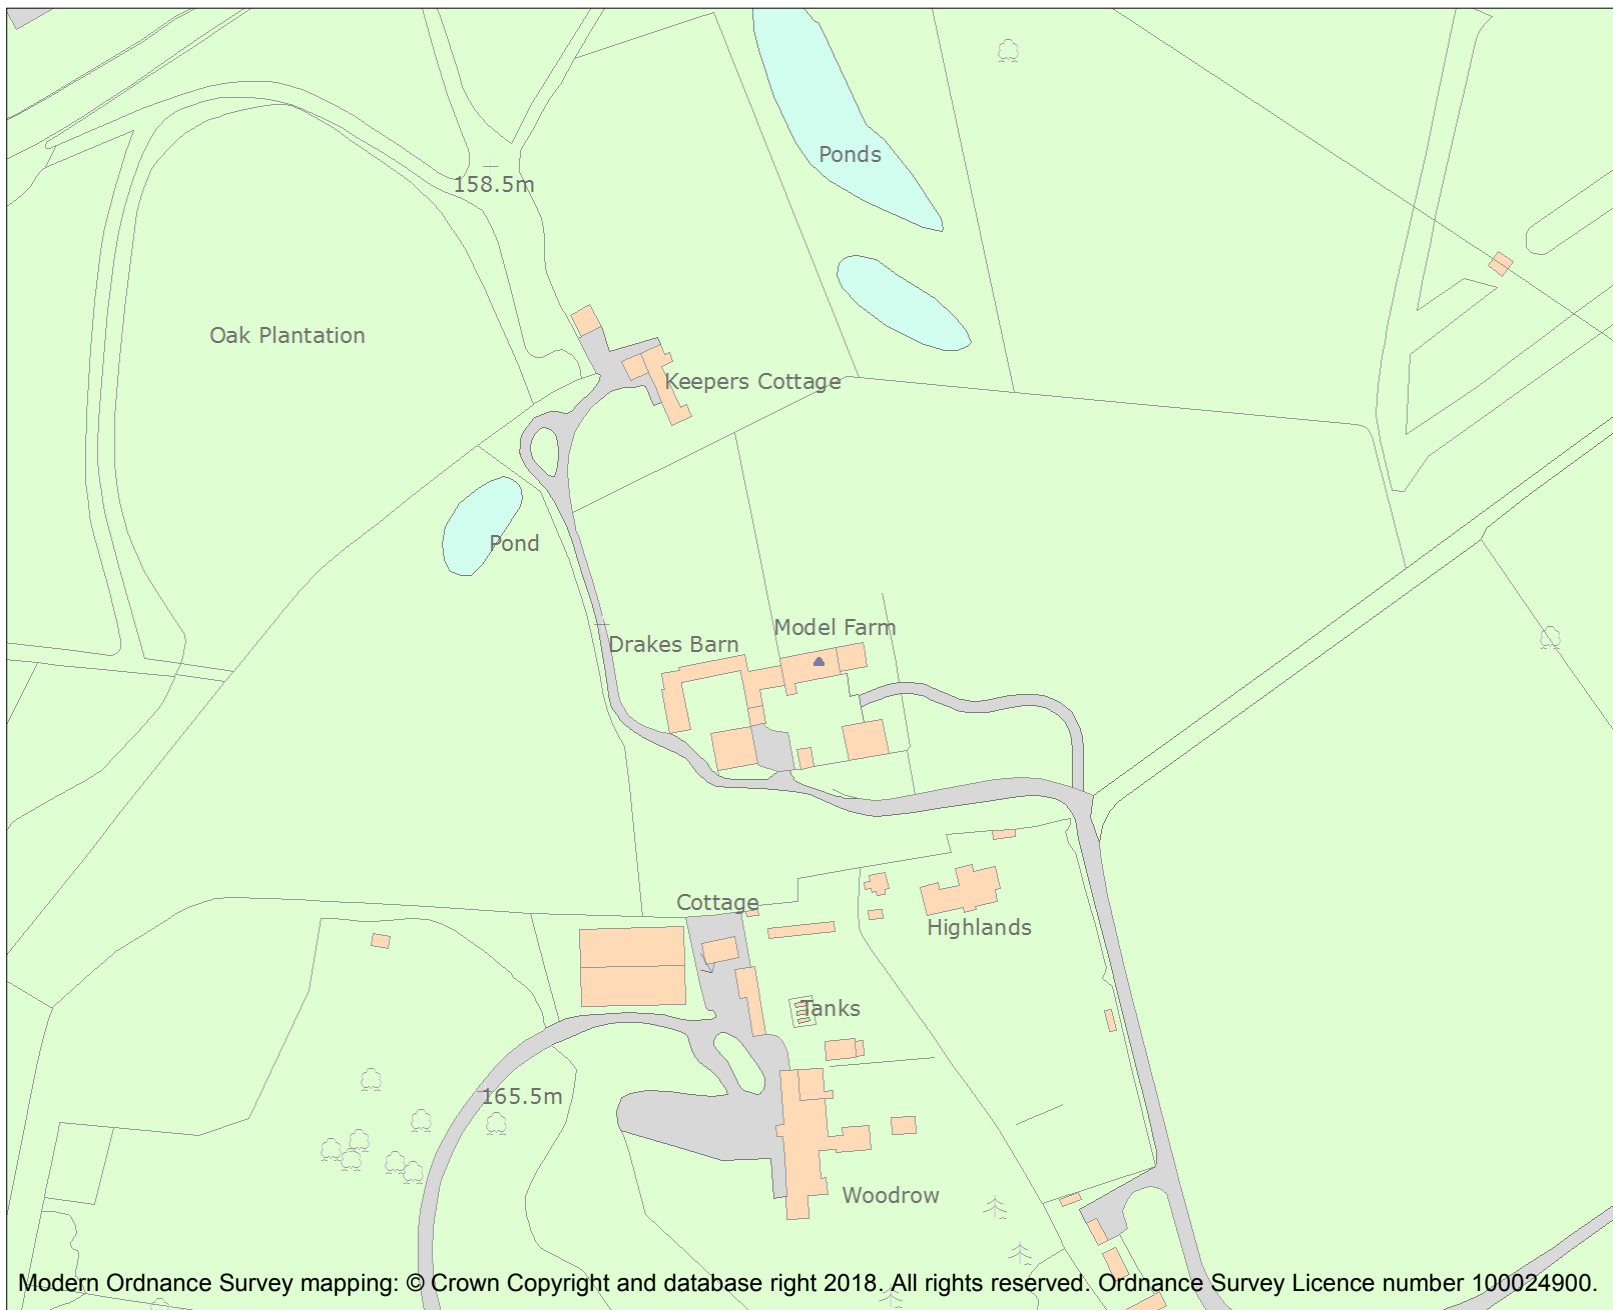 Ponds
158.5m
Oak Plantation
Keepers Cottage
Pond
Model Farm
Drakes Barn
Cottage
Highlands
Tanks
165.5m
Woodrow
Modern Ordnance Survey mapping: © Crown Copyright and database right 2018. All rights reserved. Ordnance Survey Licence number 100024900.